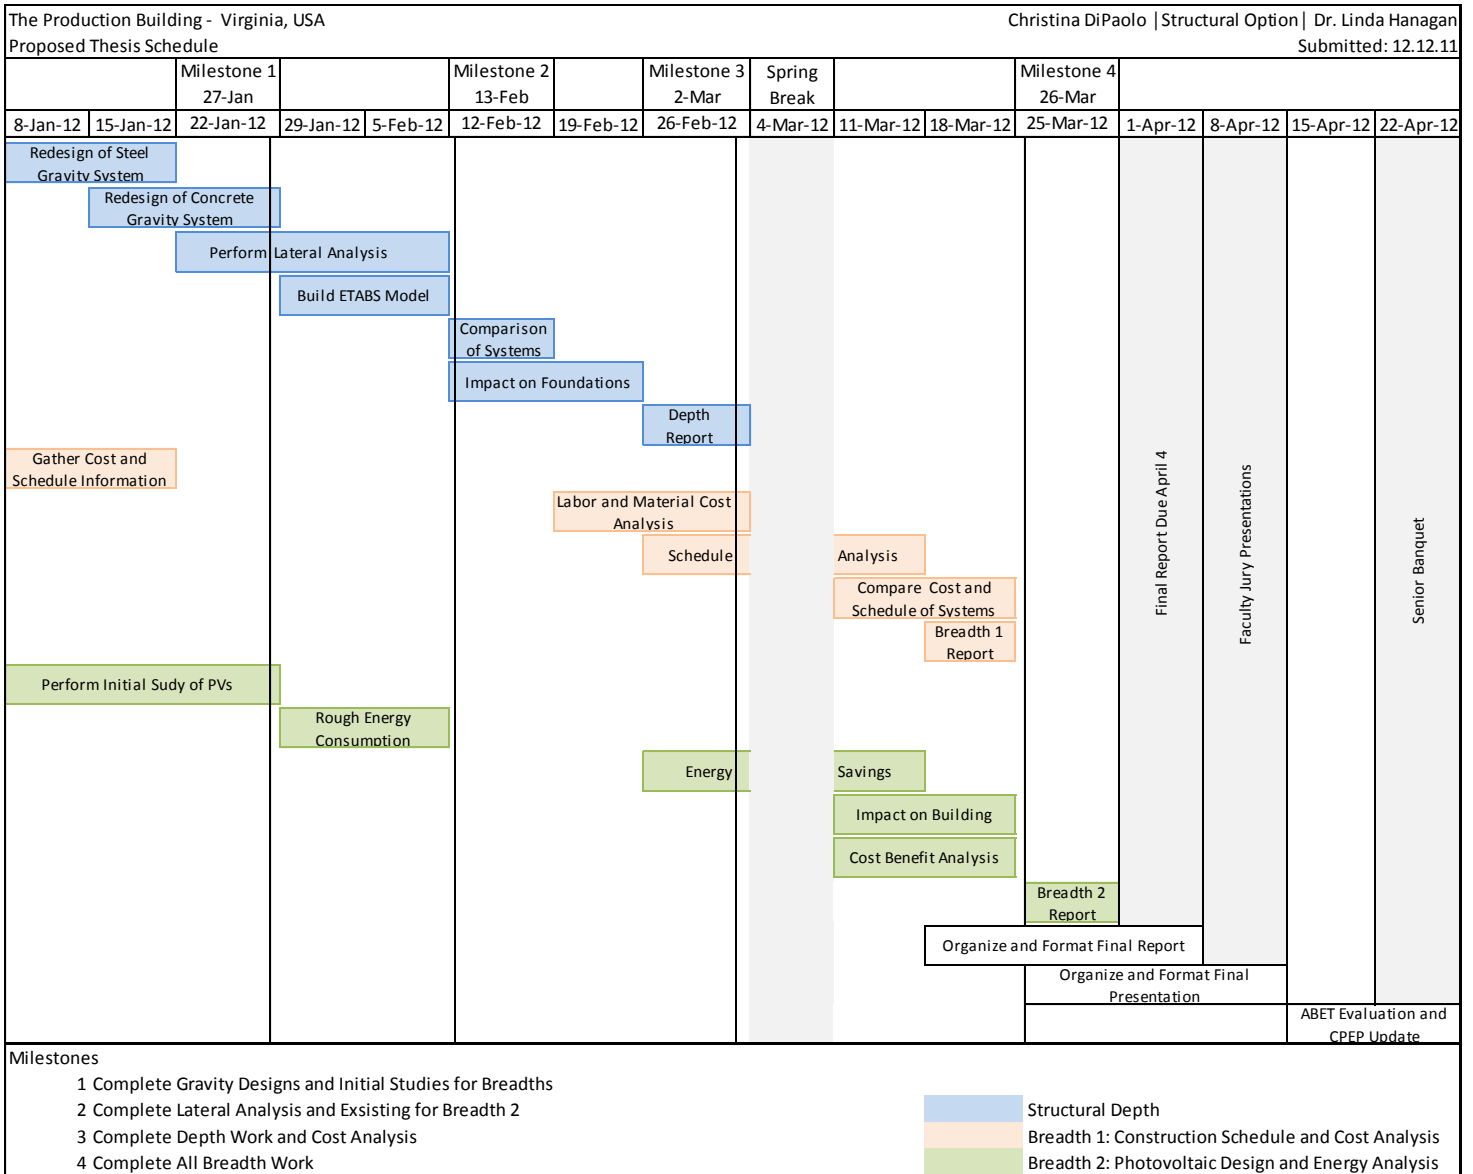 The Production Building - Virginia, USA
Christina DiPaolo | Structural Option | Dr. Linda Hanagan
Proposed Thesis Schedule
Submitted: 12.12.11
Milestone 1
27-Jan
Milestone 2
13-Feb
Milestone 3
2-Mar
Spring
Break
Milestone 4
26-Mar
8-Jan-12 15-Jan-12 22-Jan-12 29-Jan-12 5-Feb-12 12-Feb-12 19-Feb-12 26-Feb-12 4-Mar-12 11-Mar-12 18-Mar-12 25-Mar-12 1-Apr-12 8-Apr-12 15-Apr-12 22-Apr-12
Redesign of Steel
Gravity System
Redesign of Concrete
Gravity System
Perform Lateral Analysis
Build ETABS Model
Comparison
of Systems
Impact on Foundations
Depth
Report
Gather Cost and
Schedule Information
Labor and Material Cost
Analysis
Schedule Analysis
Compare Cost and
Schedule of Systems
Breadth 1
Report
Final Report Due April 4
Faculty Jury Presentations
Senior Banquet
Perform Initial Sudy of PVs
Rough Energy
Consumption
Energy Savings
Impact on Building
Cost Benefit Analysis
Breadth 2
Report
Organize and Format Final Report
Organize and Format Final
Presentation
ABET Evaluation and
CPEP Update
Milestones
1 Complete Gravity Designs and Initial Studies for Breadths
2 Complete Lateral Analysis and Exsisting for Breadth 2
3 Complete Depth Work and Cost Analysis
4 Complete All Breadth Work
Structural Depth
Breadth 1: Construction Schedule and Cost Analysis
Breadth 2: Photovoltaic Design and Energy Analysis